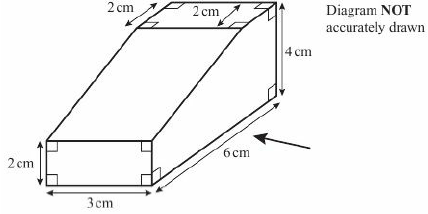 2 cm
2 cm
Diagram NOT
accurately drawn
4 cm
2 cm
6 cm
3 cm